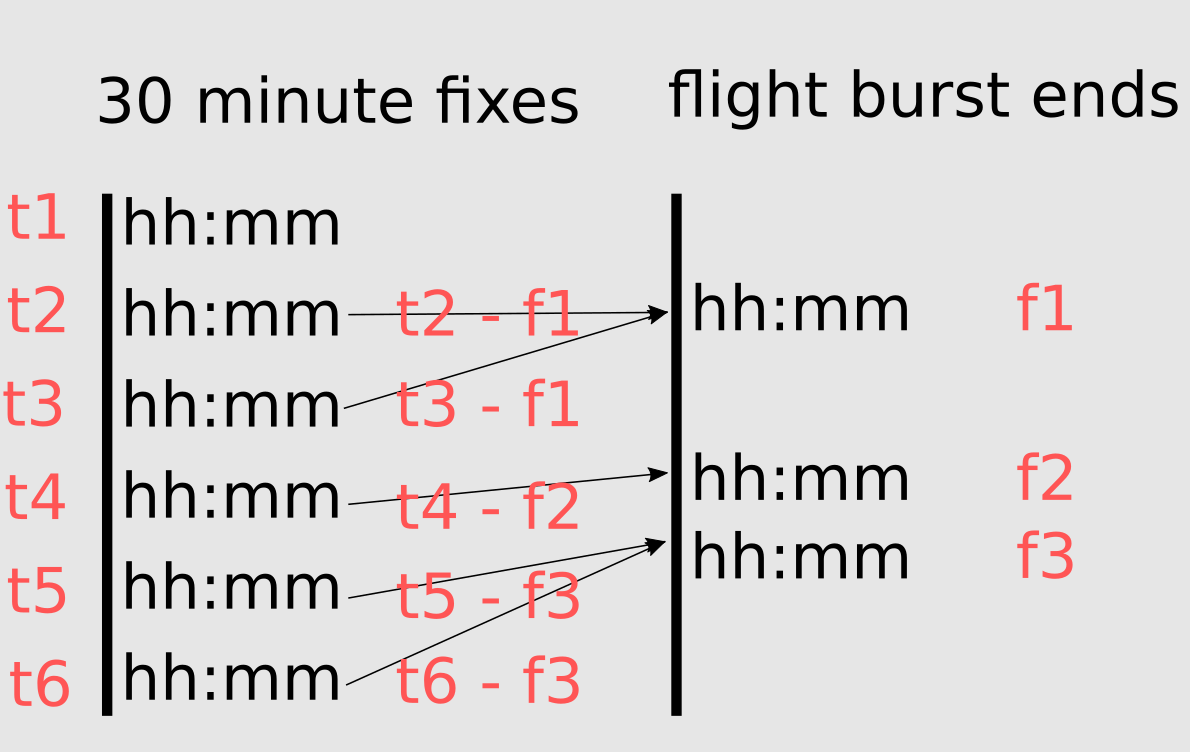 30 minute fixes flight burst ends
t1 hh:mm
t2 hh:mm t2 - f1 hh:mm f1
t3 hh:mm t3 - f1
t4 hh:mm t4 - f2 hh:mm f2
hh:mm f3
t5 hh:mm t5 - f3
t6 hh:mm t6 - f3